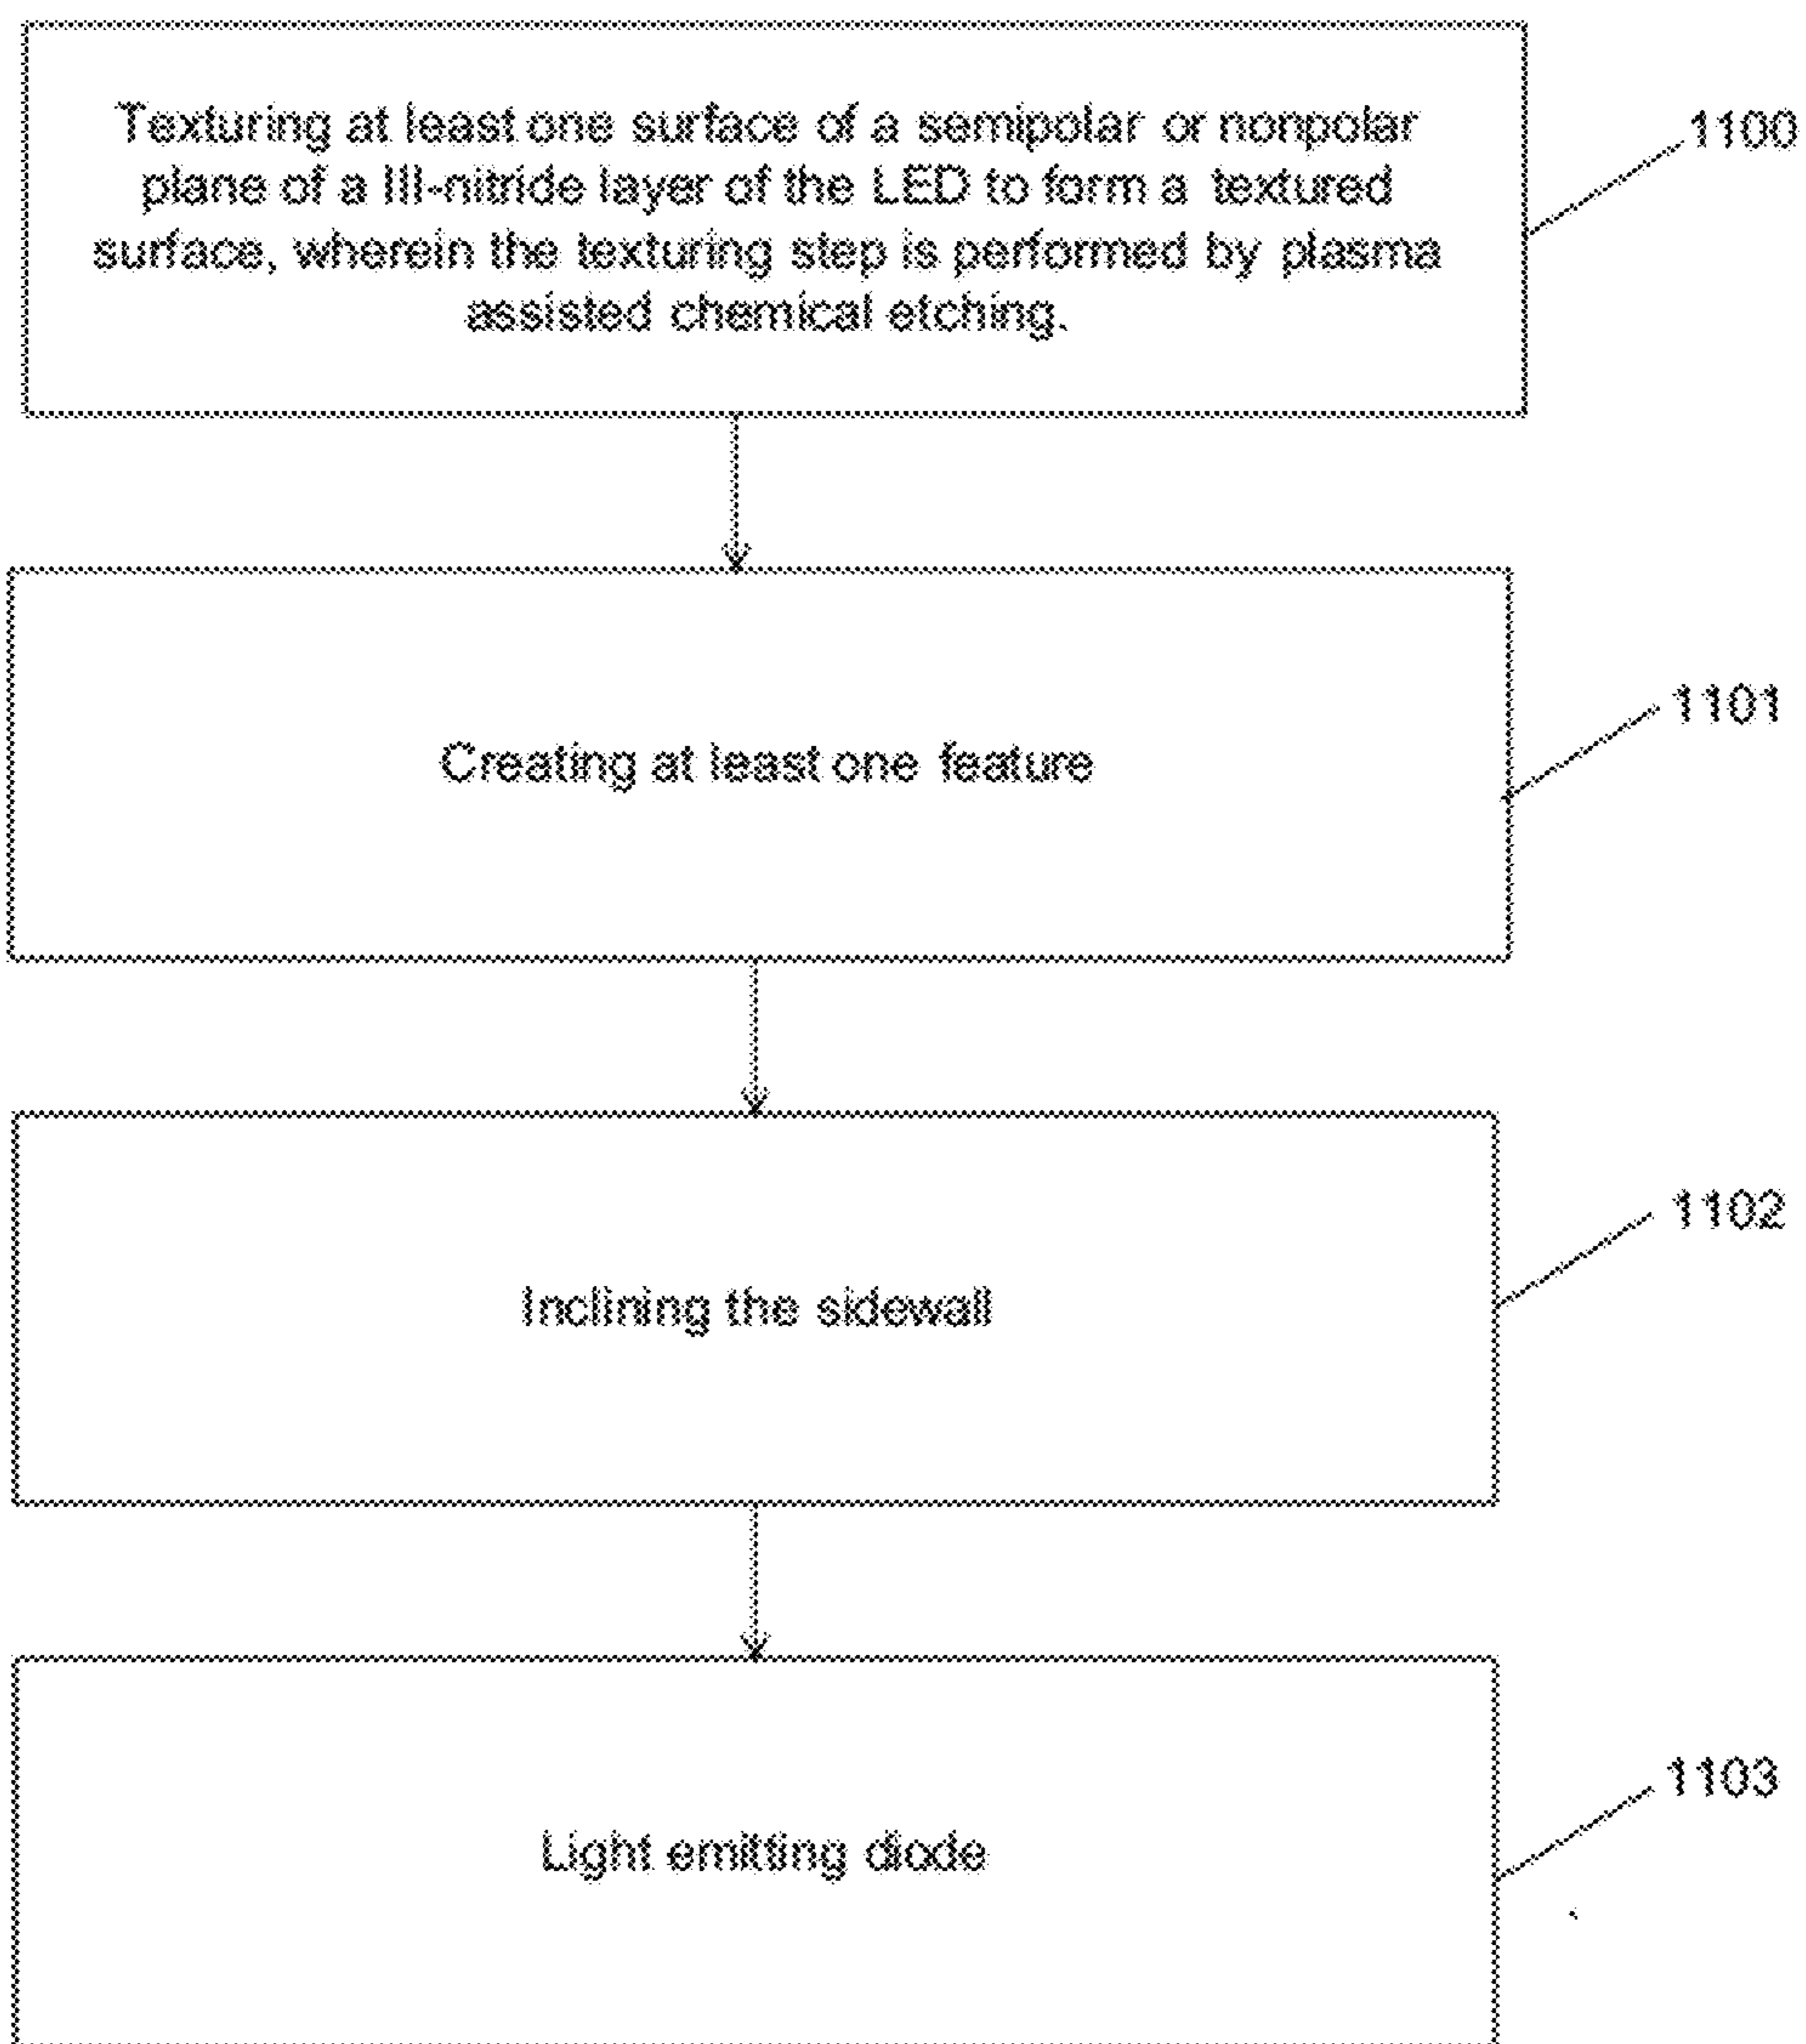 Texturing at least one surface of a semipolar or nonpolar
plane of a III-nitride layer of the LED to form a textured
surface, wherein the texturing step is performed by plasma
assisted chemical etching.
1100
Creating at least one feature
1101
Inclining the sidewall
1102
Light emitting diode
1103